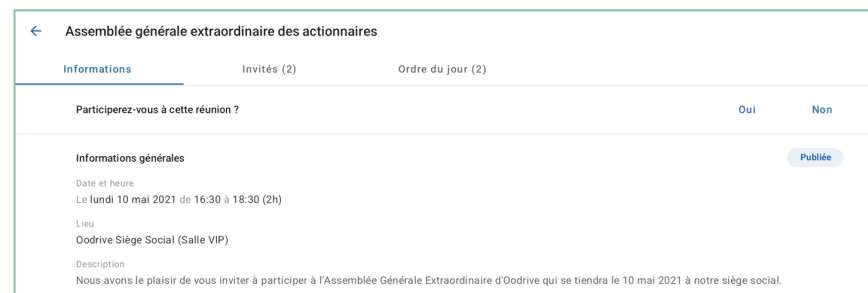 Assemblée générale extraordinaire des actionnaires
Informations Invités (2) Ordre du jour (2)
Participerez-vous à cette réunion ? Oui Non
Informations générales Publiée
Date et heure
Le lundi 10 mai 2021 de 16:30 à 18:30 (2h)
Lieu
Oodrive Siège Social (Salle VIP)
Description
Nous avons le plaisir de vous inviter à participer à l'Assemblée Générale Extraordinaire d'Oodrive qui se tiendra le 10 mai 2021 à notre siège social.